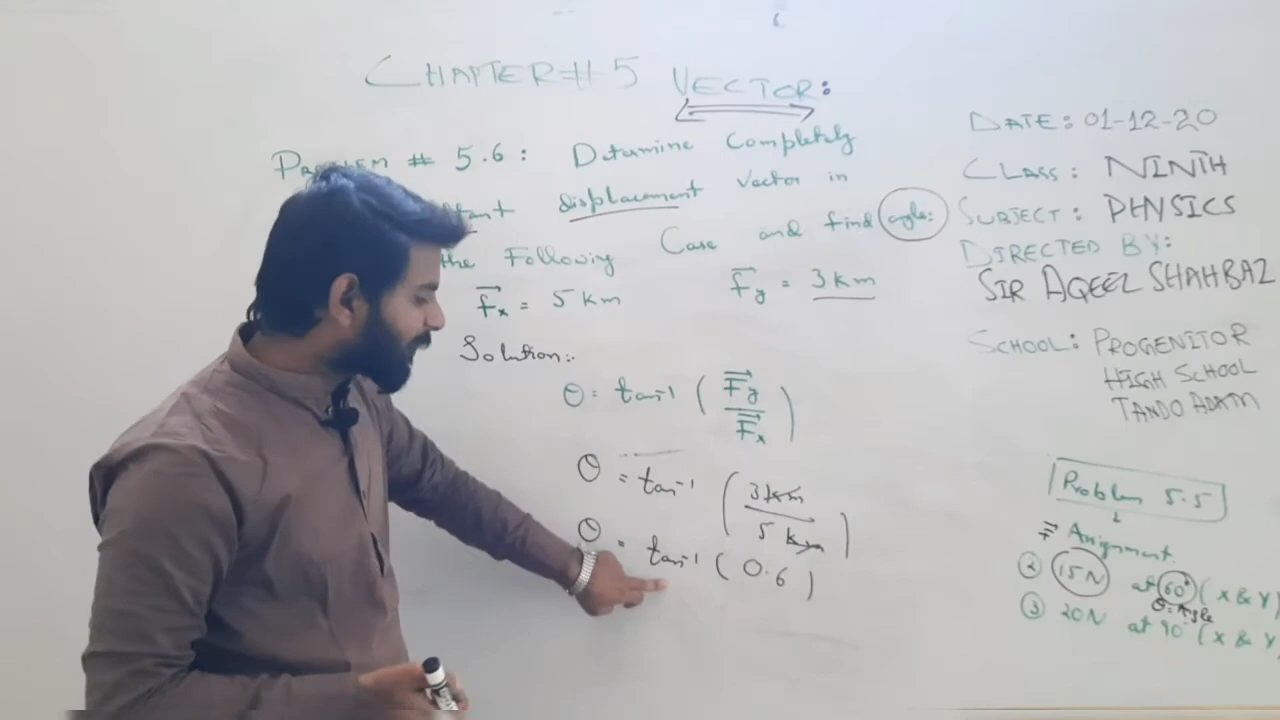 CHAPTER # 5 VECTOR:
PROBLEM # 5.6: Determine Completely
displacement Vector in
the Following Case and find angle:
F⃗x = 5 km F⃗y = 3 km
Solution:
θ = tan⁻¹ (F⃗y / F⃗x)
θ = tan⁻¹ (3 km / 5 km)
θ = tan⁻¹ (0.6)
DATE: 01-12-20
CLASS: NINTH
SUBJECT: PHYSICS
DIRECTED BY:
SIR AQEEL SHAHBAZ
SCHOOL: PROGENITOR
HIGH SCHOOL
TANDO ADAM
Problem 5.5
Assignment
② 15N at 60° (X & Y)
θ = Angle
③ 20N at 90° (X & Y)